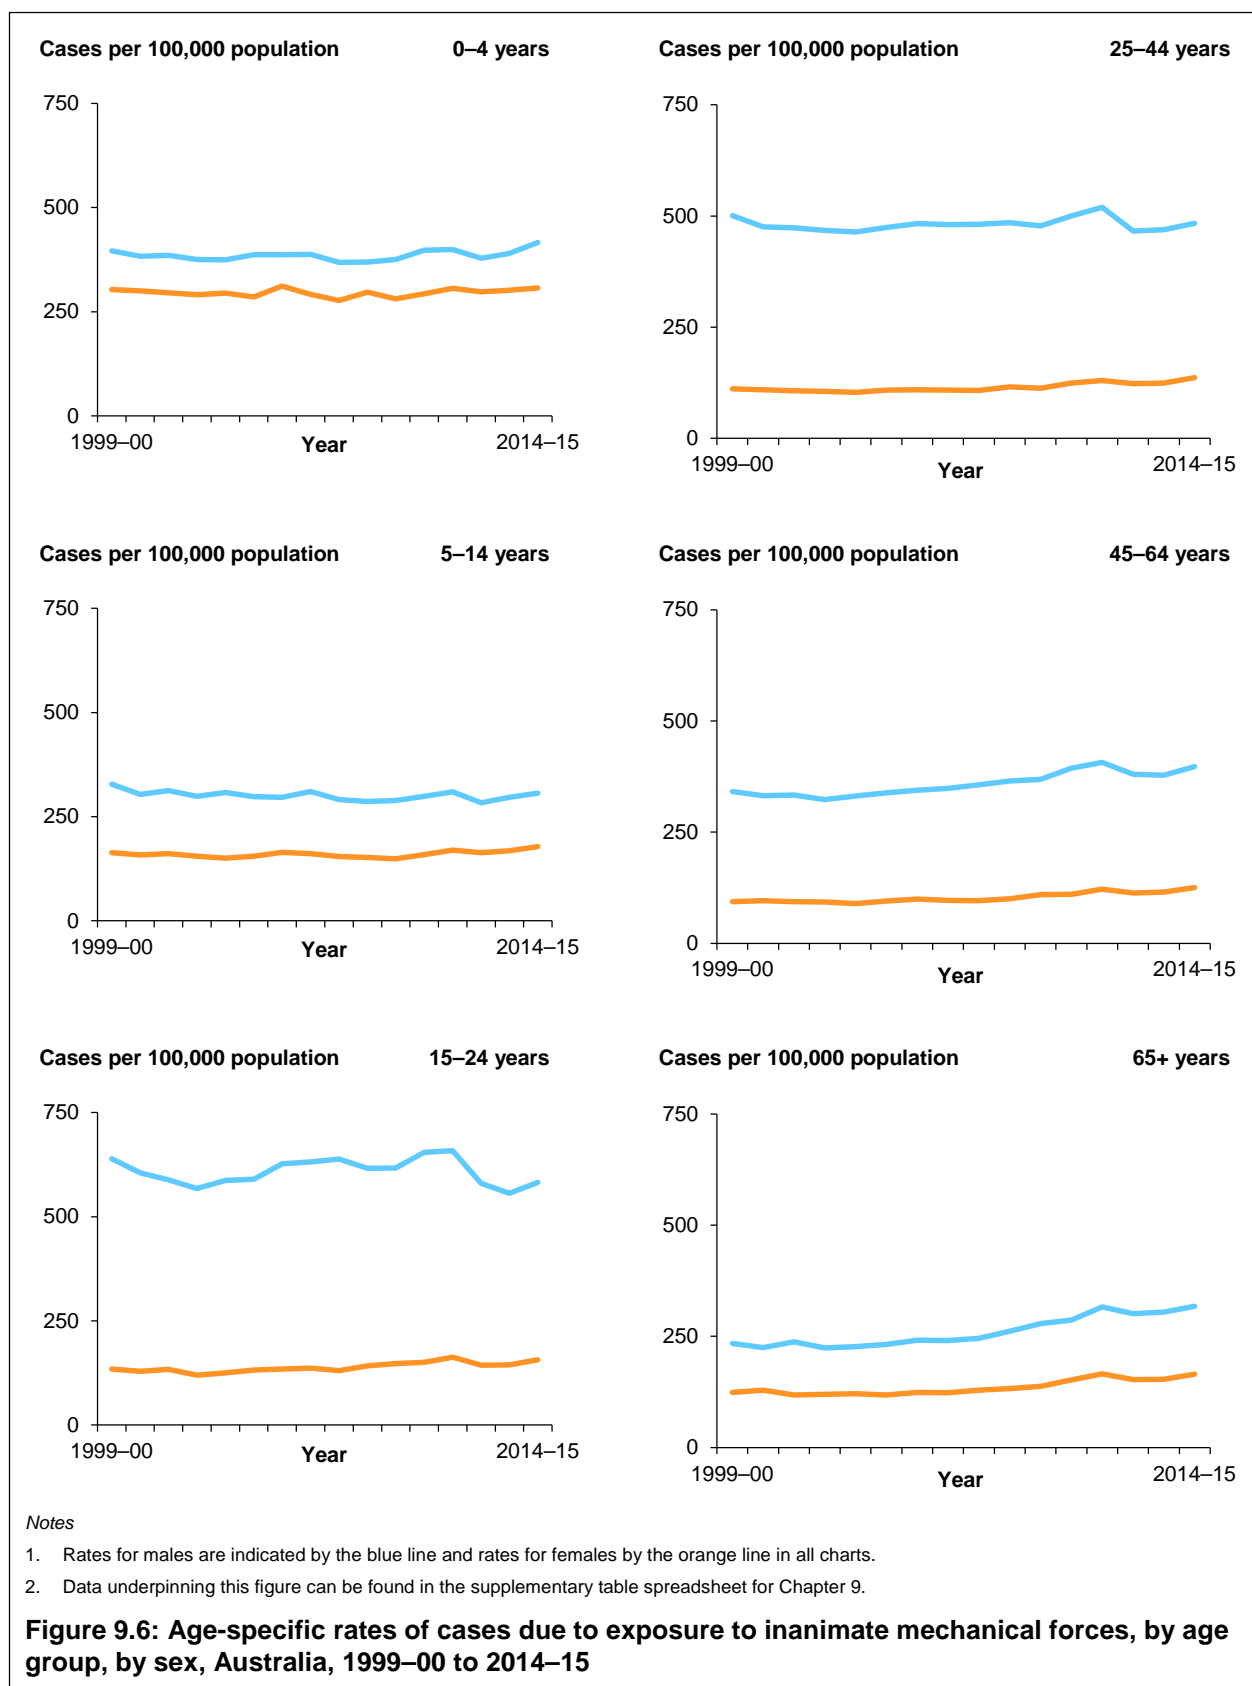 Cases per 100,000 population 0–4 years
750
500
250
0
1999–00 Year 2014–15
Cases per 100,000 population 25–44 years
750
500
250
0
1999–00 Year 2014–15
Cases per 100,000 population 5–14 years
750
500
250
0
1999–00 Year 2014–15
Cases per 100,000 population 45–64 years
750
500
250
0
1999–00 Year 2014–15
Cases per 100,000 population 15–24 years
750
500
250
0
1999–00 Year 2014–15
Cases per 100,000 population 65+ years
750
500
250
0
1999–00 Year 2014–15
Notes
1. Rates for males are indicated by the blue line and rates for females by the orange line in all charts.
2. Data underpinning this figure can be found in the supplementary table spreadsheet for Chapter 9.
Figure 9.6: Age-specific rates of cases due to exposure to inanimate mechanical forces, by age
group, by sex, Australia, 1999–00 to 2014–15